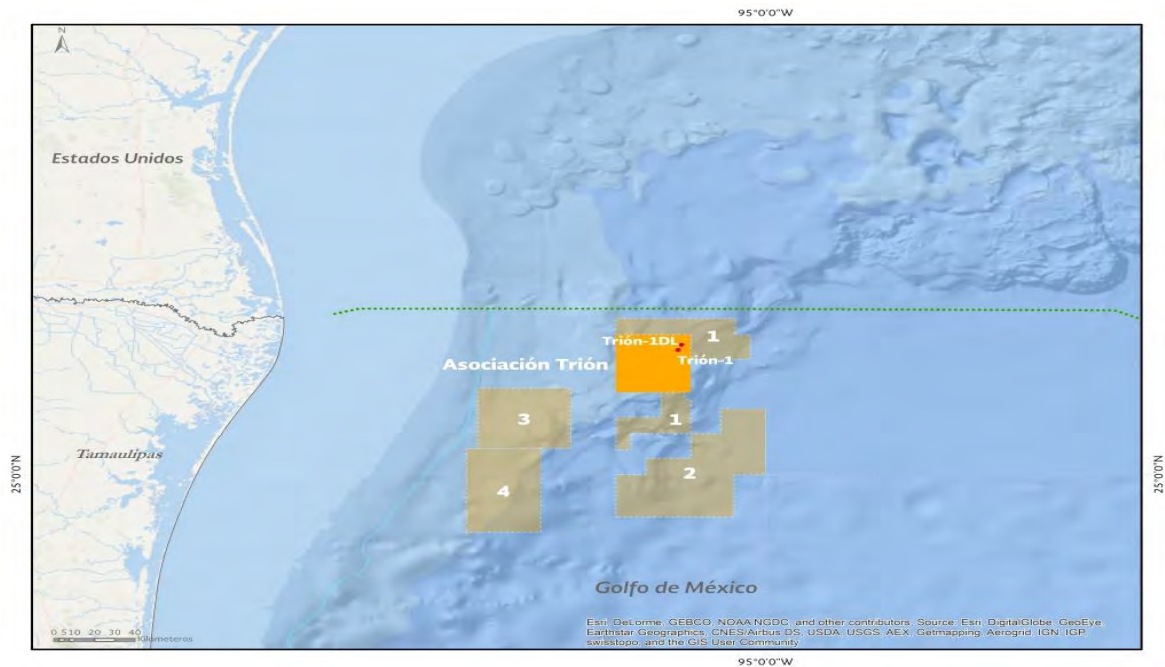 95°0'0"W
N
Estados Unidos
1
Trión-1DL
Asociación Trión
Trión-1
3
1
Tamaulipas
25°0'0"N
2
25°0'0"N
4
Golfo de México
0 510 20 30 40
Kilometeros
Esri, DeLorme, GEBCO, NOAA NGDC, and other contributors, Source: Esri, DigitalGlobe, GeoEye,
Earthstar Geographics, CNES/Airbus DS, USDA, USGS, AEX, Getmapping, Aerogrid, IGN, IGP,
swisstopo, and the GIS User Community
95°0'0"W